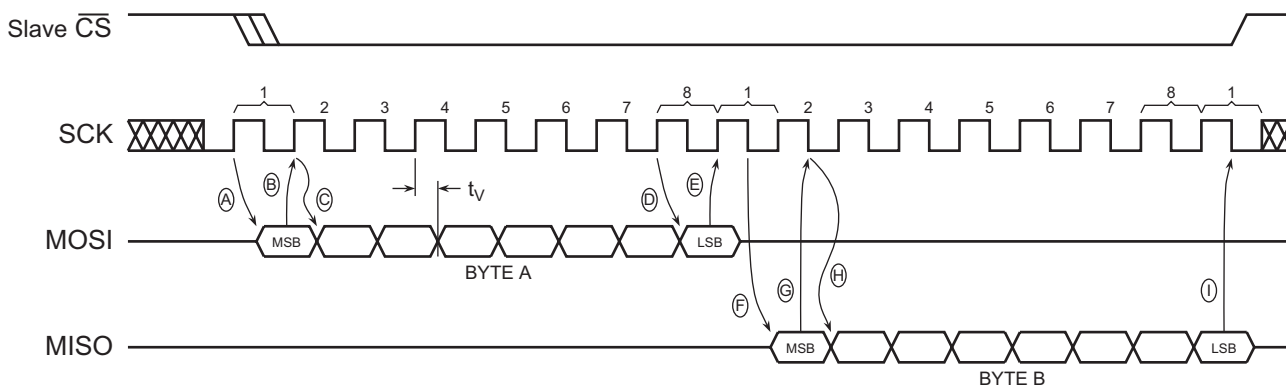 Slave CS
1 2 3 4 5 6 7 8 1 2 3 4 5 6 7 8 1
SCK
A B C tV D E
MOSI MSB LSB
BYTE A
F G H I
MISO MSB LSB
BYTE B